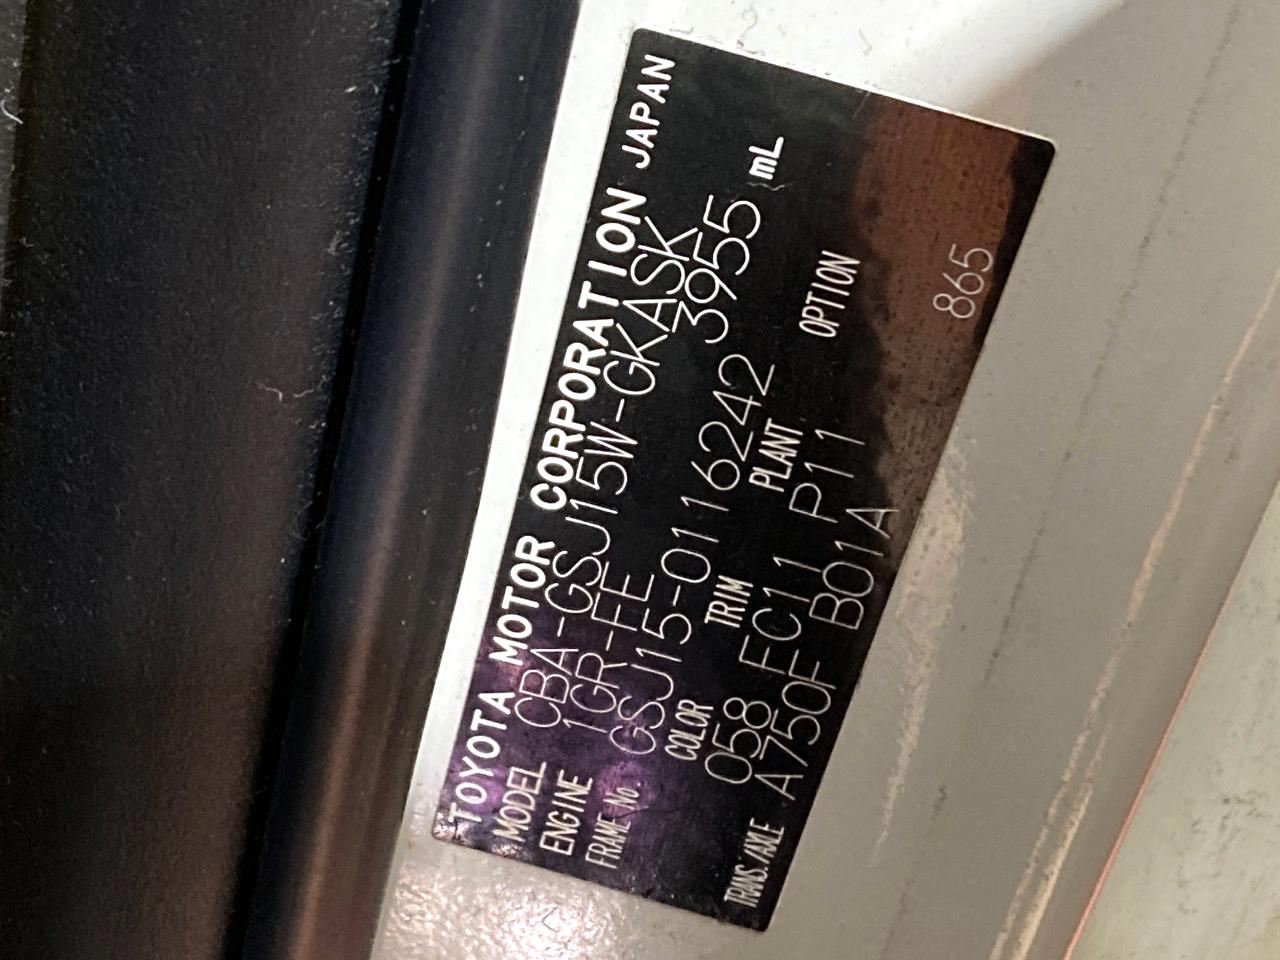 TOYOTA MOTOR CORPORATION JAPAN
MODEL CBA-GSJ15W-GKASK
ENGINE 1GR-FE 3955 mL
FRAME No. GSJ15-0116242
COLOR TRIM PLANT OPTION
058 FC11 P11
TRANS./AXLE A750F B01A 865